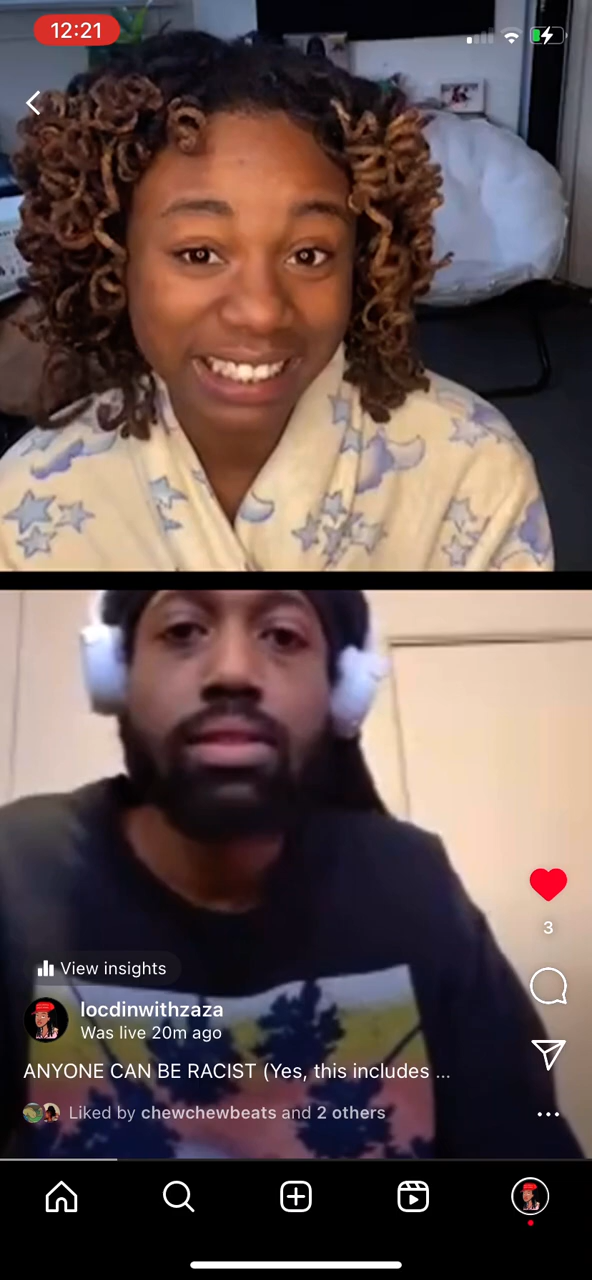 12:21
View insights
locdinwithzaza
Was live 20m ago
ANYONE CAN BE RACIST (Yes, this includes ...
Liked by chewchewbeats and 2 others
3